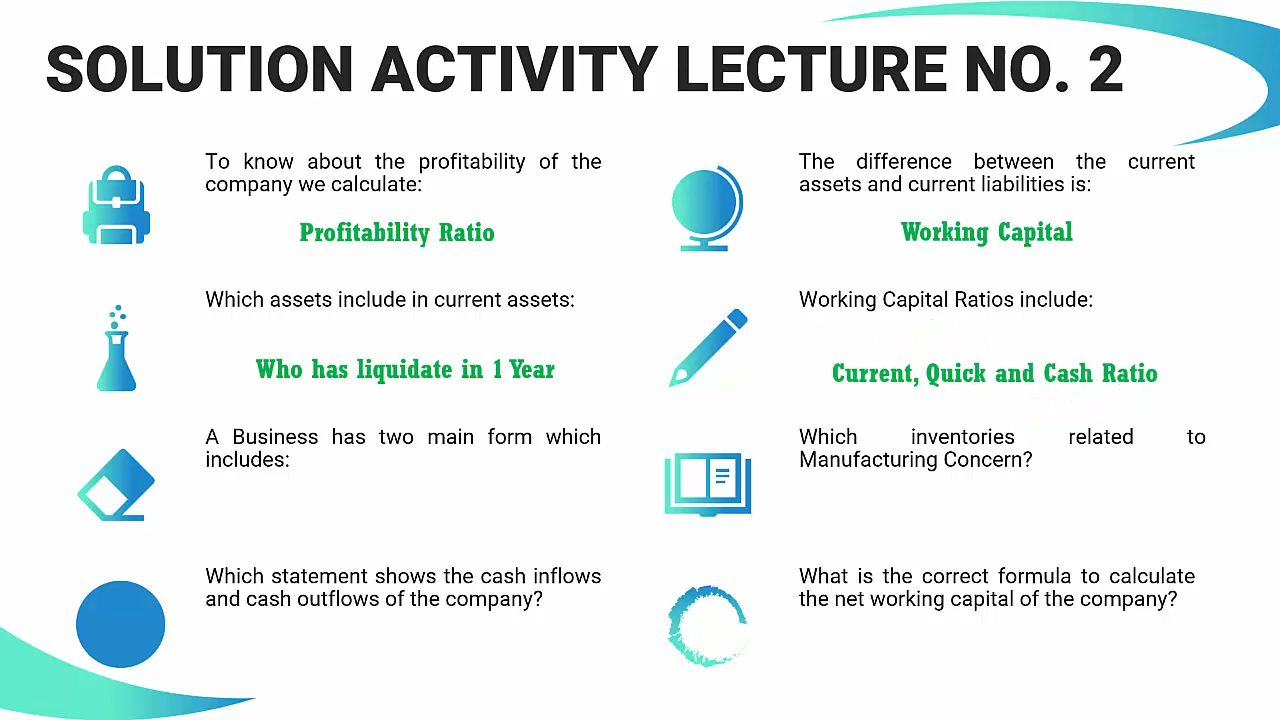 SOLUTION ACTIVITY LECTURE NO. 2
To know about the profitability of the
company we calculate:
Profitability Ratio
The difference between the current
assets and current liabilities is:
Working Capital
Which assets include in current assets:
Who has liquidate in 1 Year
Working Capital Ratios include:
Current, Quick and Cash Ratio
A Business has two main form which
includes:
Which inventories related to
Manufacturing Concern?
Which statement shows the cash inflows
and cash outflows of the company?
What is the correct formula to calculate
the net working capital of the company?